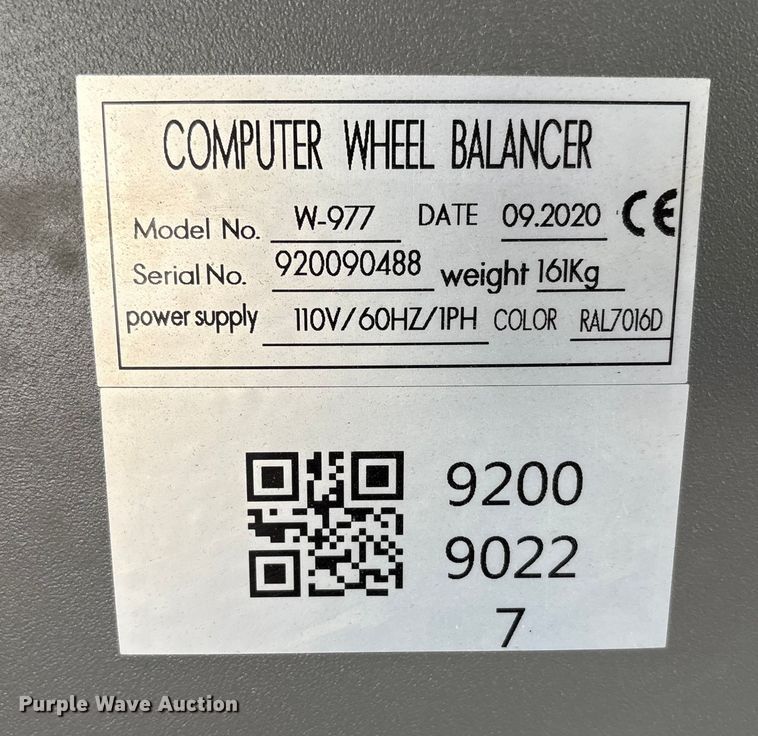 COMPUTER WHEEL BALANCER
Model No. W-977 DATE 09.2020 CE
Serial No. 920090488 weight 161Kg
power supply 110V/60HZ/1PH COLOR RAL7016D
9200
9022
7
Purple Wave Auction